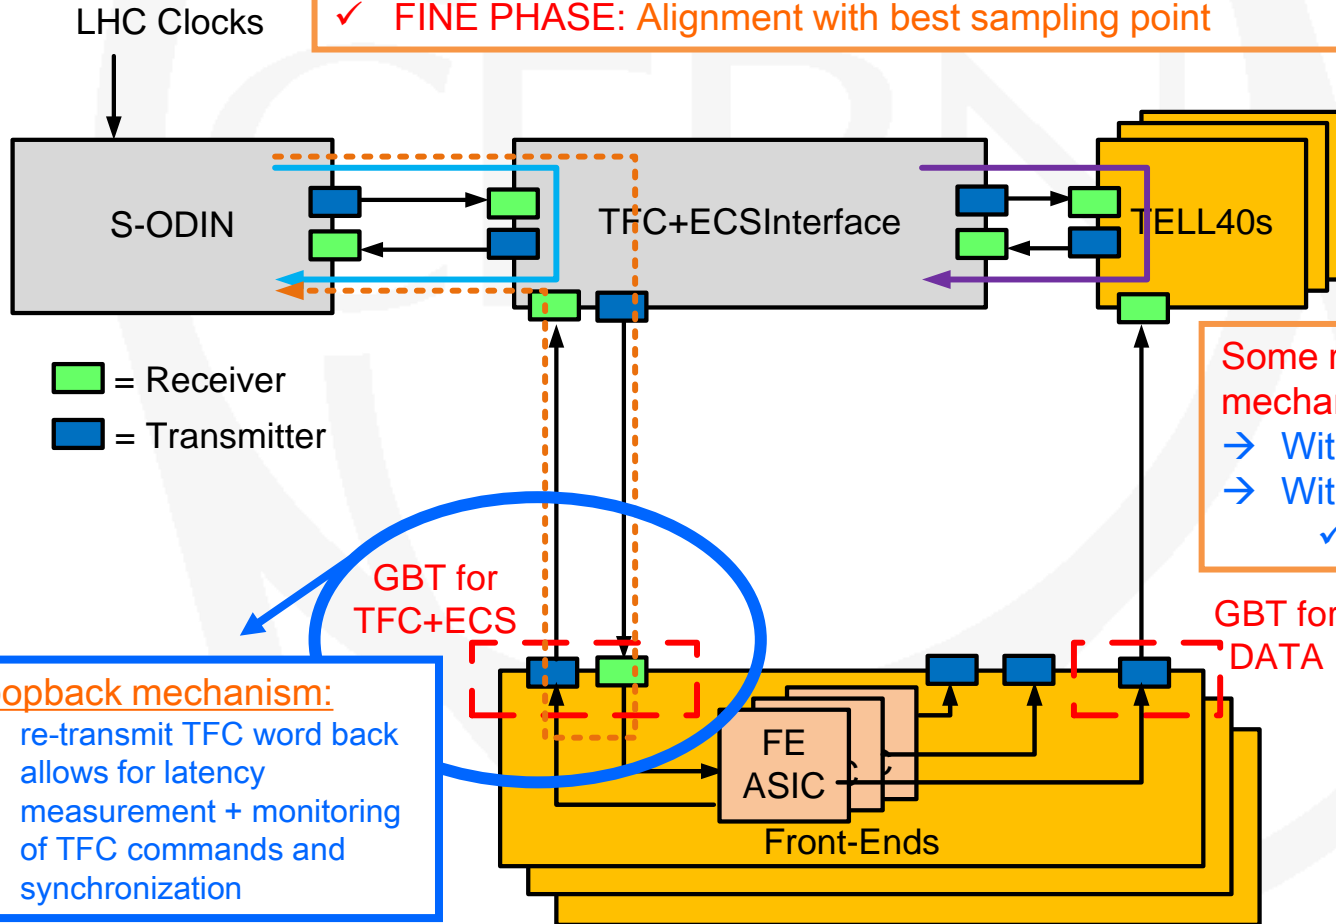 LHC Clocks
✓ FINE PHASE: Alignment with best sampling point
S-ODIN
TFC+ECSInterface
TELL40s
= Receiver
= Transmitter
Some
→ Wit
→ Wit
✓
GBT for
TFC+ECS
GBT for
DATA
opback mechanism:
re-transmit TFC word back
allows for latency
measurement + monitoring
of TFC commands and
synchronization
FE
ASIC
Front-Ends